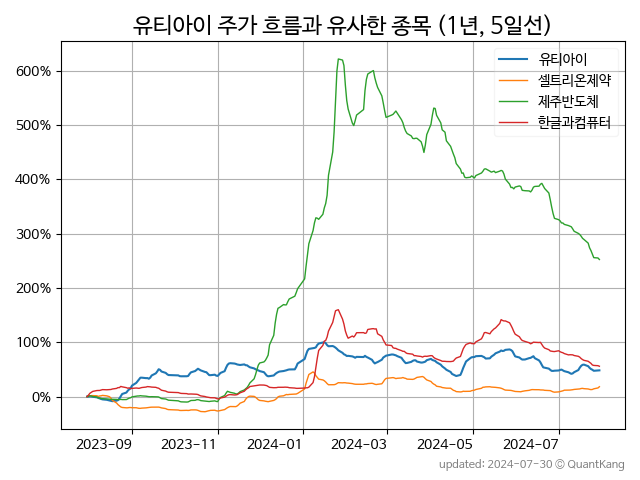 유티아이 주가 흐름과 유사한 종목 (1년, 5일선)
유티아이
셀트리온제약
제주반도체
한글과컴퓨터
600%
500%
400%
300%
200%
100%
0%
2023-09 2023-11 2024-01 2024-03 2024-05 2024-07
updated: 2024-07-30 © QuantKang